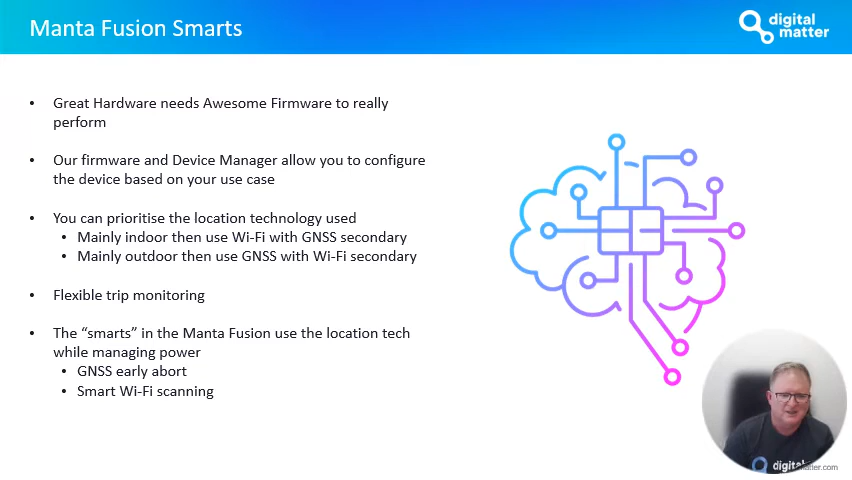 Manta Fusion Smarts
digital
matter
• Great Hardware needs Awesome Firmware to really
perform
• Our firmware and Device Manager allow you to configure
the device based on your use case
• You can prioritise the location technology used
• Mainly indoor then use Wi-Fi with GNSS secondary
• Mainly outdoor then use GNSS with Wi-Fi secondary
• Flexible trip monitoring
• The “smarts” in the Manta Fusion use the location tech
while managing power
• GNSS early abort
• Smart Wi-Fi scanning
digital
matter.com